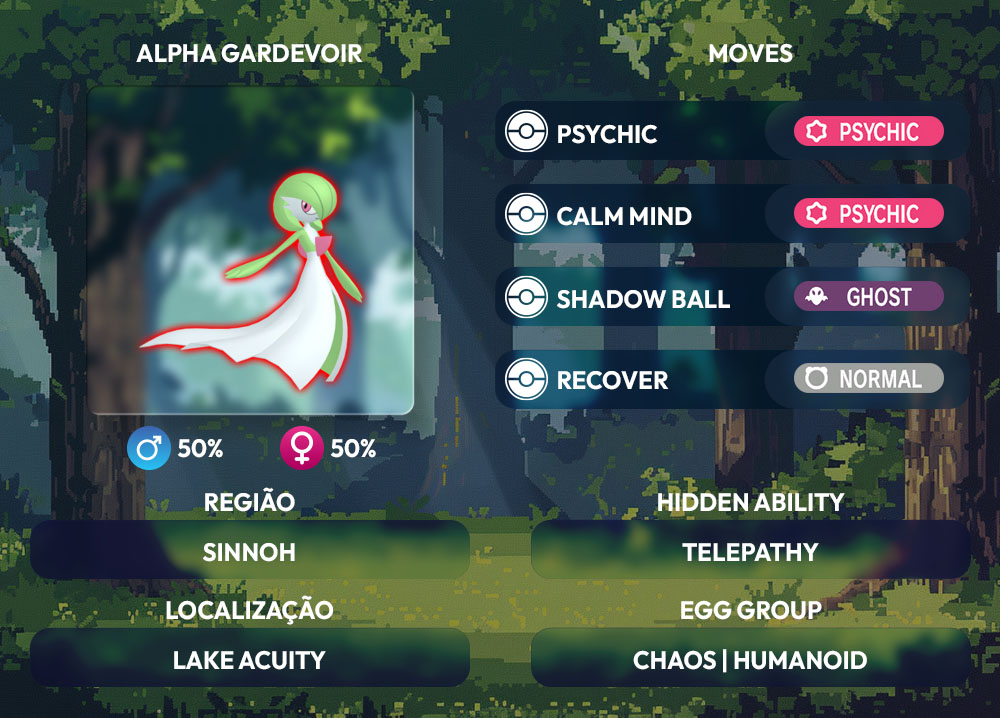 ALPHA GARDEVOIR
MOVES
PSYCHIC PSYCHIC
CALM MIND PSYCHIC
SHADOW BALL GHOST
RECOVER NORMAL
50% 50%
REGIÃO
HIDDEN ABILITY
SINNOH
TELEPATHY
LOCALIZAÇÃO
EGG GROUP
LAKE ACUITY
CHAOS | HUMANOID